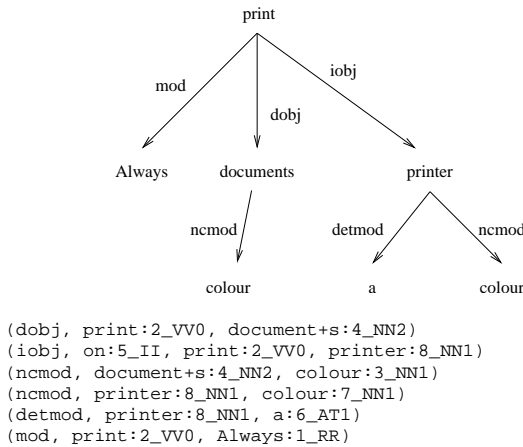 print
mod
dobj
iobj
Always
documents
printer
ncmod
detmod
ncmod
colour
a
colour
(dobj, print:2_VV0, document+s:4_NN2)
(iobj, on:5_II, print:2_VV0, printer:8_NN1)
(ncmod, document+s:4_NN2, colour:3_NN1)
(ncmod, printer:8_NN1, colour:7_NN1)
(detmod, printer:8_NN1, a:6_AT1)
(mod, print:2_VV0, Always:1_RR)